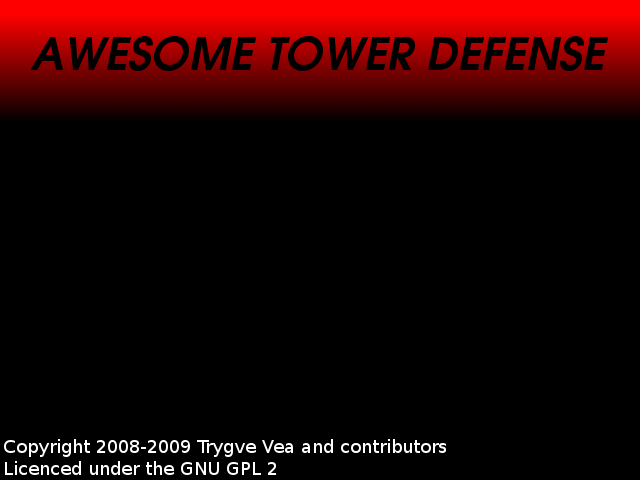 AWESOME TOWER DEFENSE
Copyright 2008-2009 Trygve Vea and contributors
Licenced under the GNU GPL 2